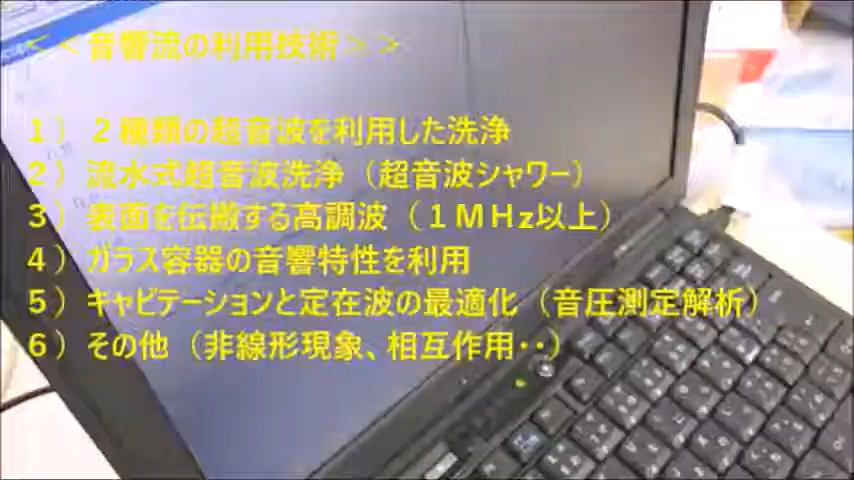 ＜＜音響流の利用技術＞＞
１）２種類の超音波を利用した洗浄
２）流水式超音波洗浄（超音波シャワー）
３）表面を伝搬する高調波（１ＭＨz以上）
４）ガラス容器の音響特性を利用
５）キャビテーションと定在波の最適化（音圧測定解析）
６）その他（非線形現象、相互作用・・）